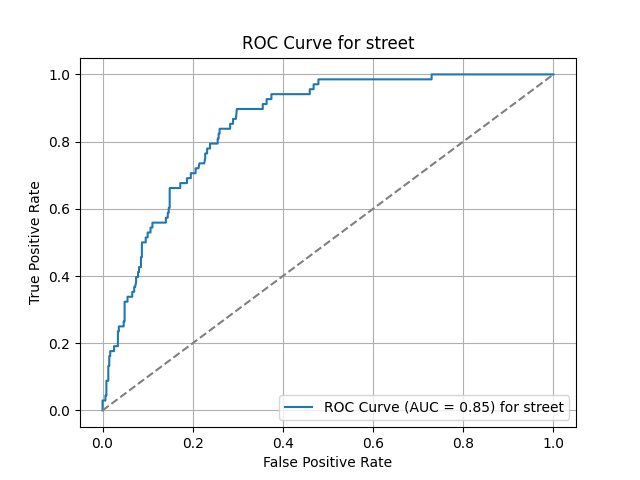 ROC Curve for street
True Positive Rate
1.0
0.8
0.6
0.4
0.2
0.0
ROC Curve (AUC = 0.85) for street
0.0 0.2 0.4 0.6 0.8 1.0
False Positive Rate